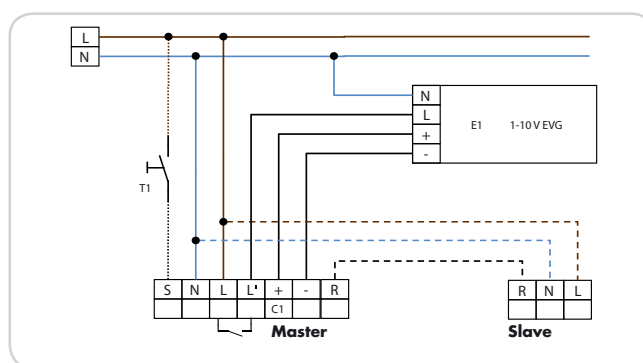 L
N
N
L
E1 1-10 V EVG
+
-
T1
S N L L' + - R
R N L
C1
Master
Slave